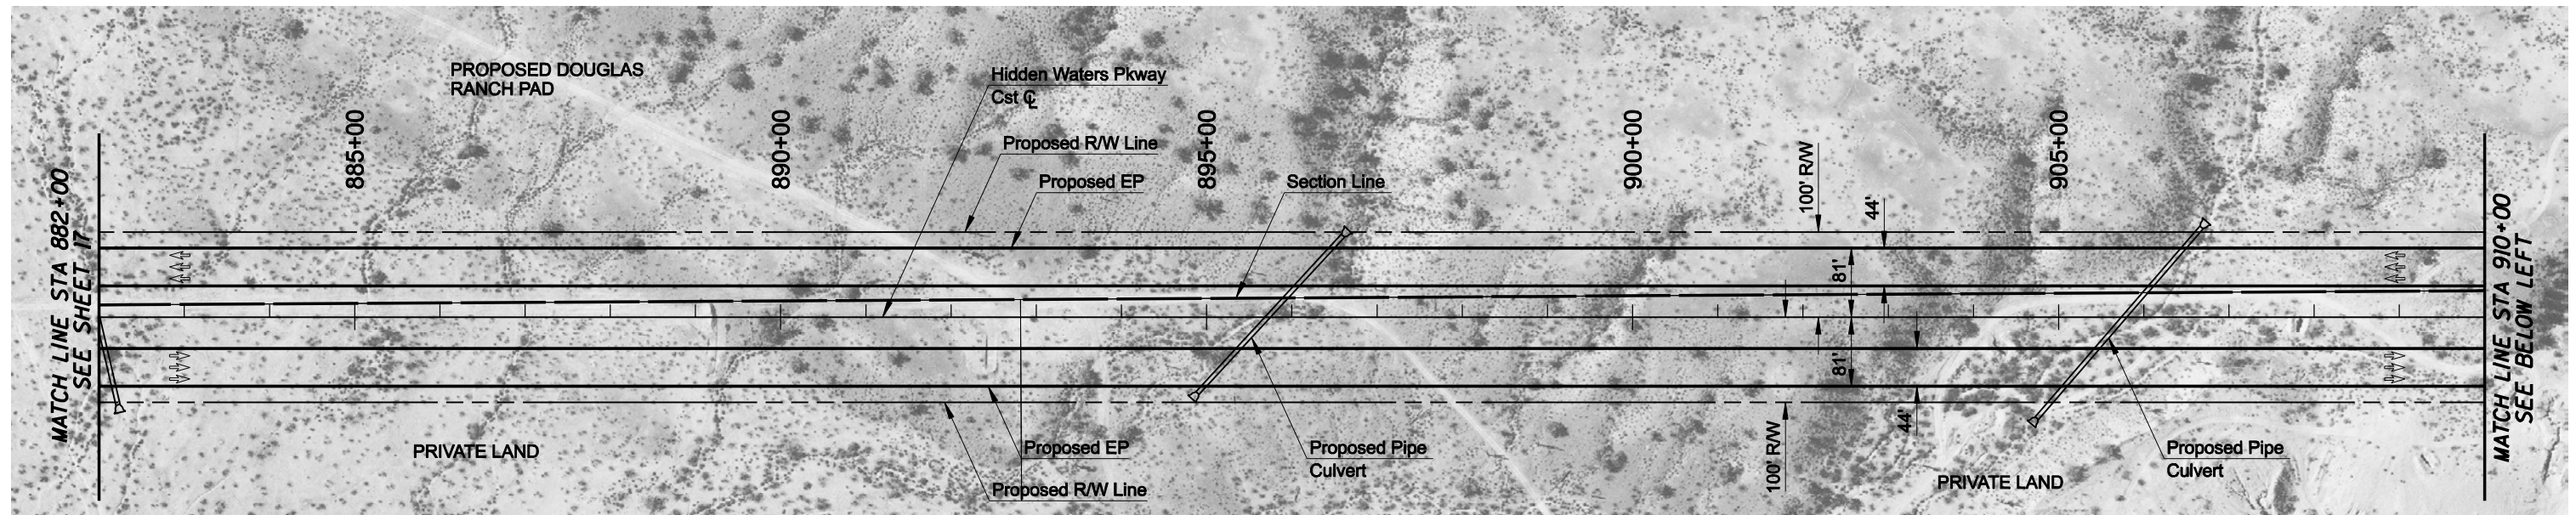 PROPOSED DOUGLAS
RANCH PAD
Hidden Waters Pkway
Cst ℄
Proposed R/W Line
Proposed EP
Section Line
885+00
890+00
895+00
900+00
905+00
100' R/W
44'
81'
81'
44'
100' R/W
MATCH LINE STA 882+00
SEE SHEET 17
MATCH LINE STA 910+00
SEE BELOW LEFT
PRIVATE LAND
Proposed EP
Proposed R/W Line
Proposed Pipe
Culvert
PRIVATE LAND
Proposed Pipe
Culvert